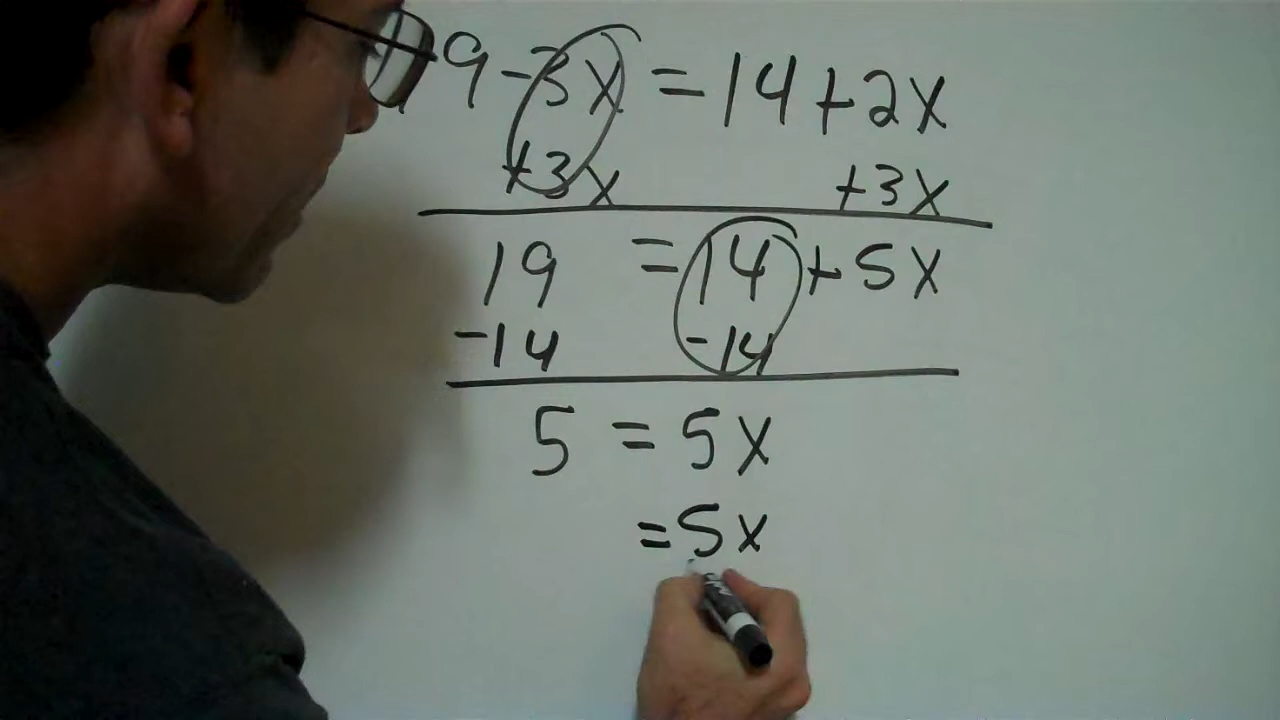 9-3x=14+2x
+3x +3x
19 =14+5x
-14 -14
5 = 5x
=5x